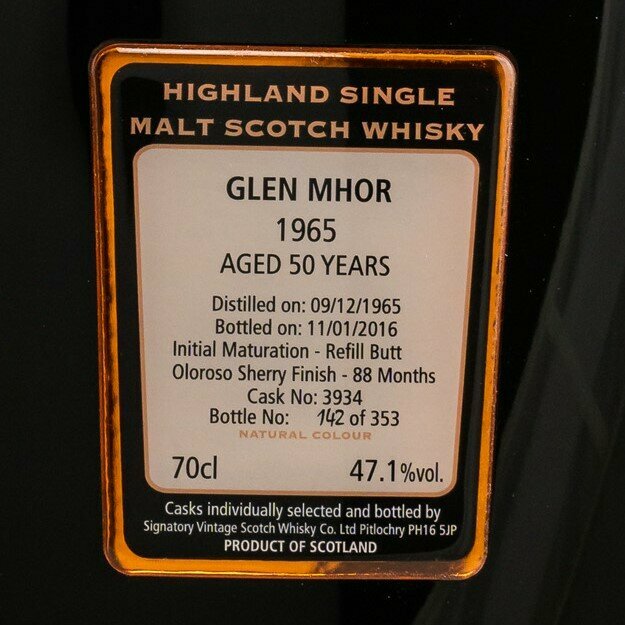 HIGHLAND SINGLE
MALT SCOTCH WHISKY
GLEN MHOR
1965
AGED 50 YEARS
Distilled on: 09/12/1965
Bottled on: 11/01/2016
Initial Maturation - Refill Butt
Oloroso Sherry Finish - 88 Months
Cask No: 3934
Bottle No: 142 of 353
NATURAL COLOUR
70cl 47.1%vol.
Casks individually selected and bottled by
Signatory Vintage Scotch Whisky Co. Ltd Pitlochry PH16 5JP
PRODUCT OF SCOTLAND